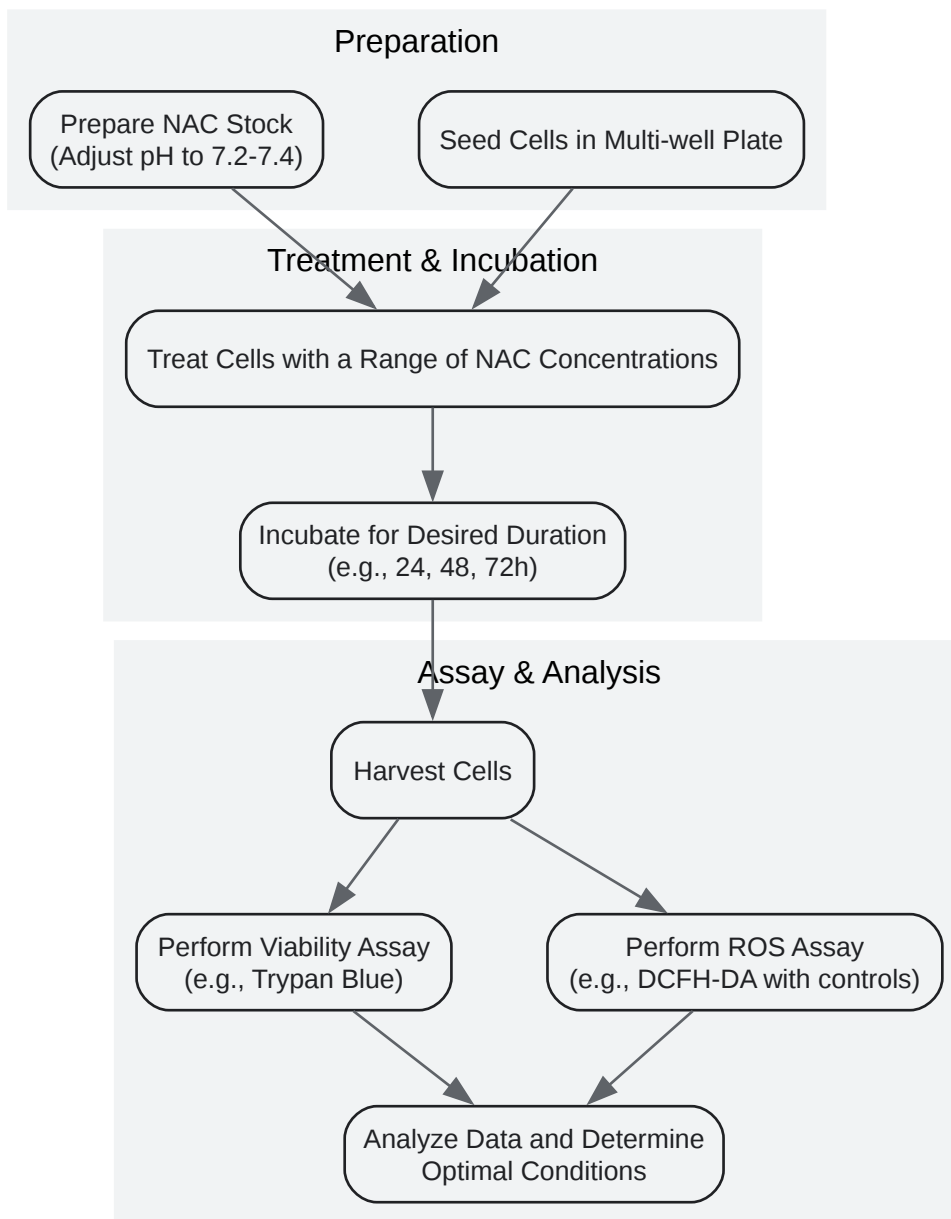 Preparation
Prepare NAC Stock
(Adjust pH to 7.2-7.4)
Seed Cells in Multi-well Plate
Treatment & Incubation
Treat Cells with a Range of NAC Concentrations
Incubate for Desired Duration
(e.g., 24, 48, 72h)
Assay & Analysis
Harvest Cells
Perform Viability Assay
(e.g., Trypan Blue)
Perform ROS Assay
(e.g., DCFH-DA with controls)
Analyze Data and Determine
Optimal Conditions